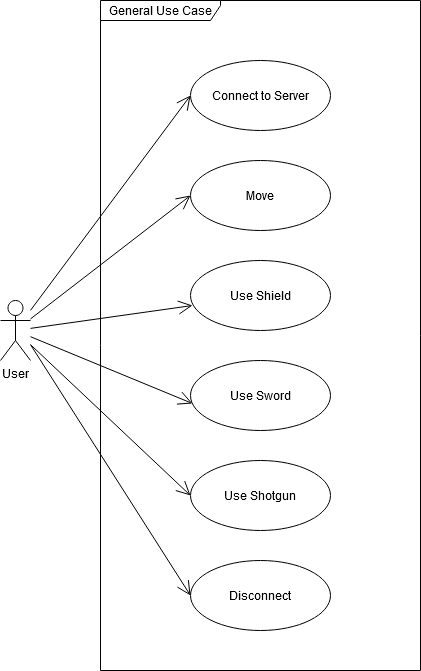 General Use Case
Connect to Server
Move
Use Shield
User
Use Sword
Use Shotgun
Disconnect